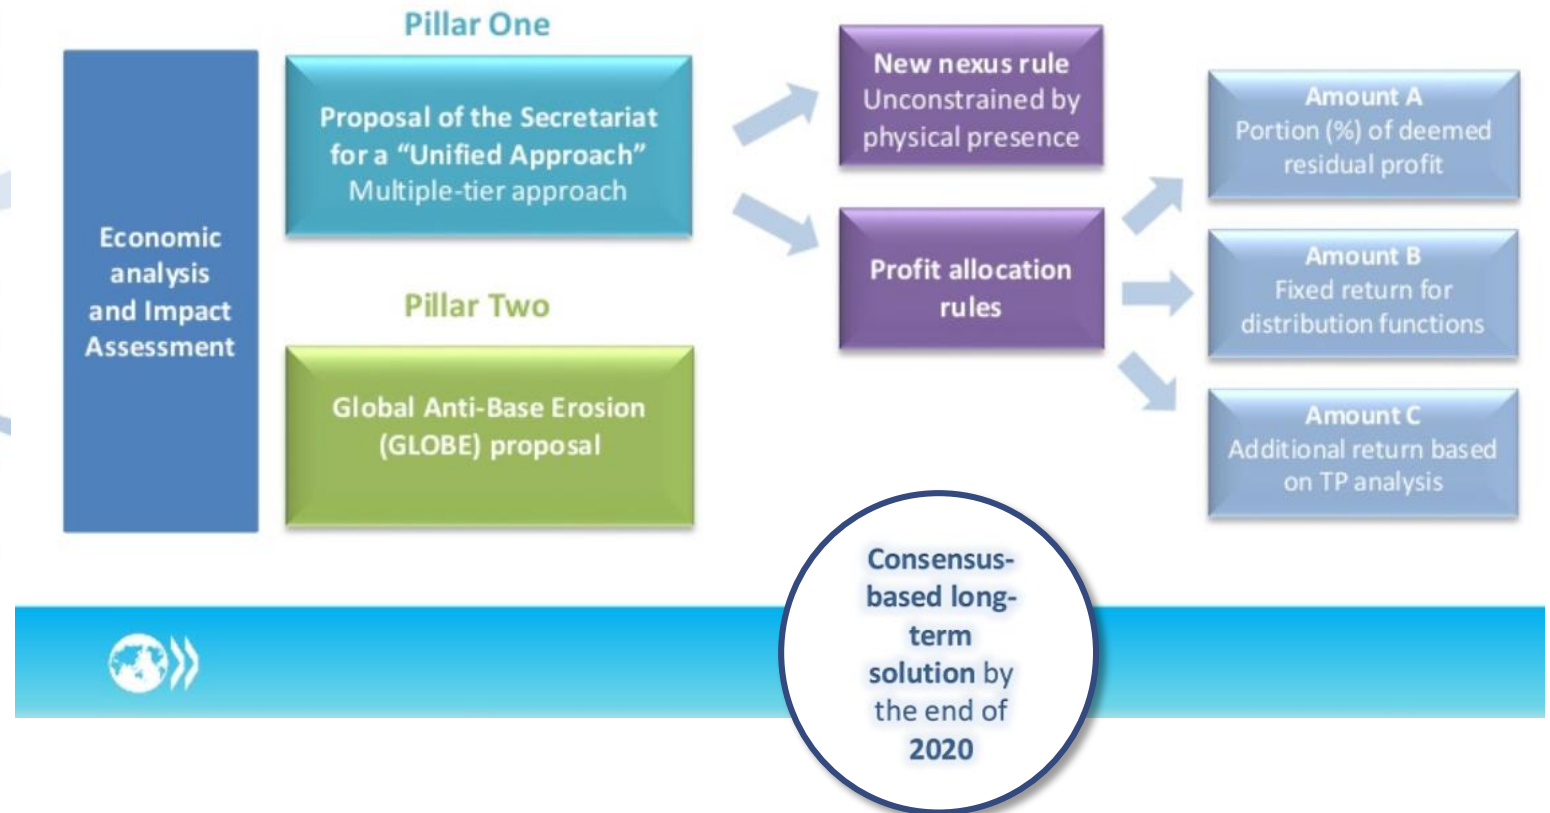 Pillar One
Economic
analysis
and Impact
Assessment
Proposal of the Secretariat
for a “Unified Approach”
Multiple-tier approach
Pillar Two
Global Anti-Base Erosion
(GLOBE) proposal
New nexus rule
Unconstrained by
physical presence
Profit allocation
rules
Amount A
Portion (%) of deemed
residual profit
Amount B
Fixed return for
distribution functions
Amount C
Additional return based
on TP analysis
Consensus-
based long-
term
solution by
the end of
2020